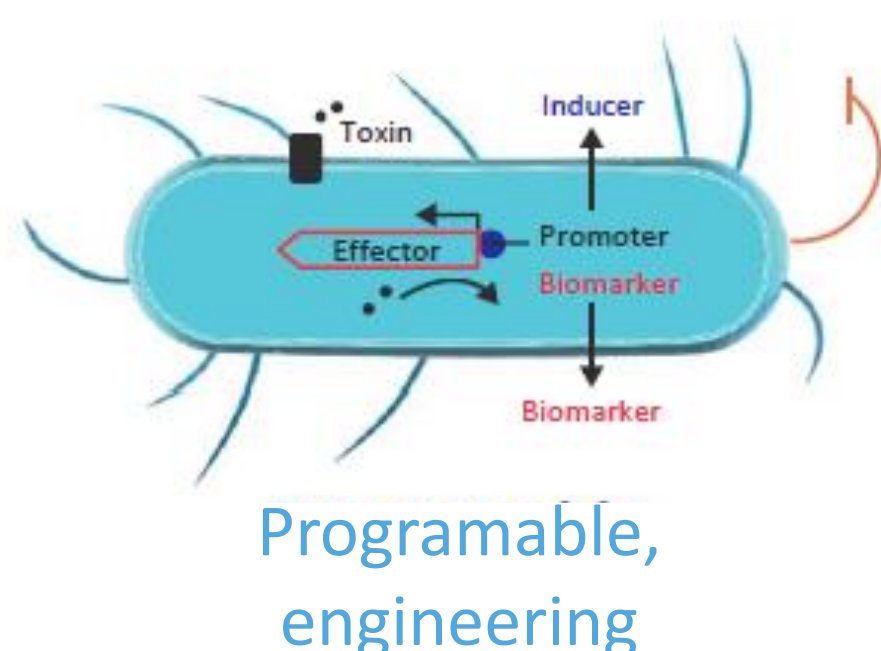 Inducer
Toxin
Promoter
Effector
Biomarker
Biomarker
Programable,
engineering